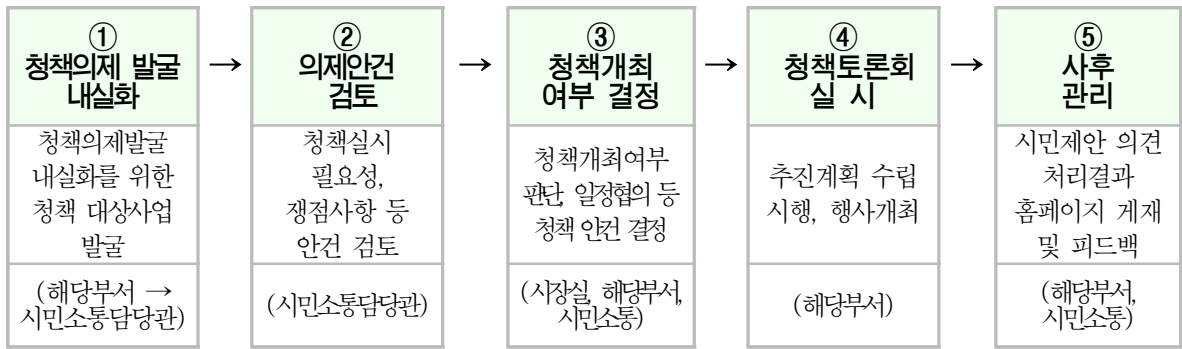 ①
청책의제 발굴
내실화
청책의제발굴
내실화를 위한
청책 대상사업
발굴
(해당부서 →
시민소통담당관)
→
②
의제안건
검토
청책실시
필요성,
쟁점사항 등
안건 검토
(시민소통담당관)
→
③
청책개최
여부 결정
청책개최여부
판단, 일정협의 등
청책 안건 결정
(시장실, 해당부서,
시민소통)
→
④
청책토론회
실 시
추진계획 수립
시행, 행사개최
(해당부서)
→
⑤
사후
관리
시민제안 의견
처리결과
홈페이지 게재
및 피드백
(해당부서,
시민소통)